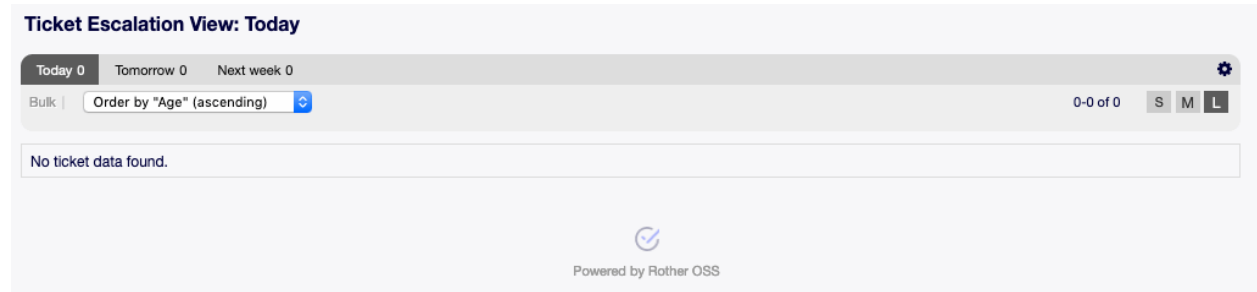 Ticket Escalation View: Today
Today 0 Tomorrow 0 Next week 0
Bulk | Order by "Age" (ascending) 0-0 of 0 S M L
No ticket data found.
Powered by Rother OSS